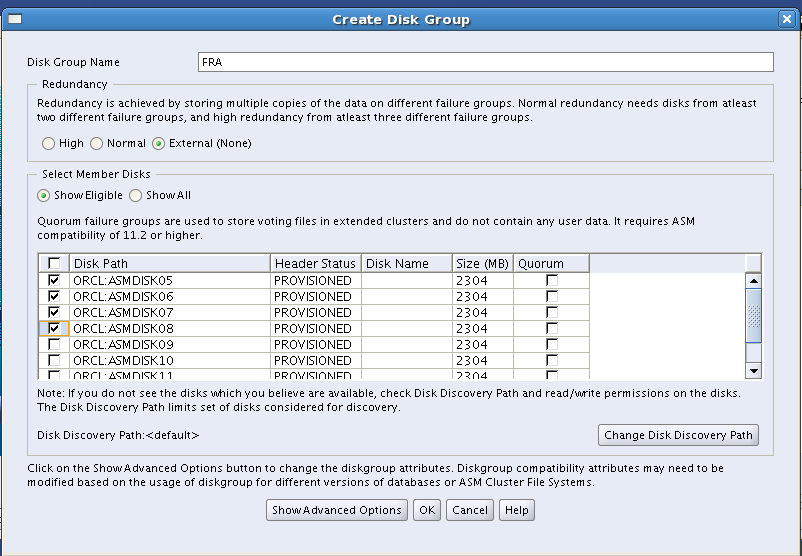 Create Disk Group
Disk Group Name FRA
Redundancy
Redundancy is achieved by storing multiple copies of the data on different failure groups. Normal redundancy needs disks from atleast
two different failure groups, and high redundancy from atleast three different failure groups.
High Normal External (None)
Select Member Disks
Show Eligible Show All
Quorum failure groups are used to store voting files in extended clusters and do not contain any user data. It requires ASM
compatibility of 11.2 or higher.
Disk Path Header Status Disk Name Size (MB) Quorum
ORCL:ASMDISK05 PROVISIONED 2304
ORCL:ASMDISK06 PROVISIONED 2304
ORCL:ASMDISK07 PROVISIONED 2304
ORCL:ASMDISK08 PROVISIONED 2304
ORCL:ASMDISK09 PROVISIONED 2304
ORCL:ASMDISK10 PROVISIONED 2304
ORCL:ASMDISK11 PROVISIONED 2304
Note: If you do not see the disks which you believe are available, check Disk Discovery Path and read/write permissions on the disks.
The Disk Discovery Path limits set of disks considered for discovery.
Disk Discovery Path:<default> Change Disk Discovery Path
Click on the Show Advanced Options button to change the diskgroup attributes. Diskgroup compatibility attributes may need to be
modified based on the usage of diskgroup for different versions of databases or ASM Cluster File Systems.
Show Advanced Options OK Cancel Help